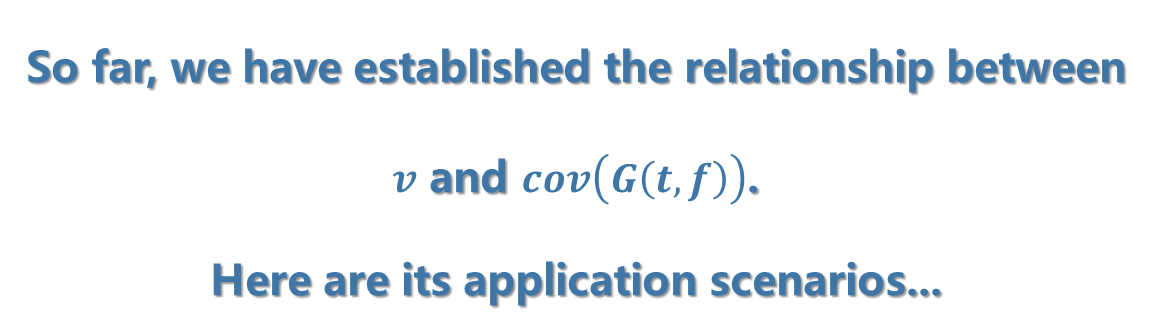 So far, we have established the relationship between
v and cov(G(t, f)).
Here are its application scenarios...